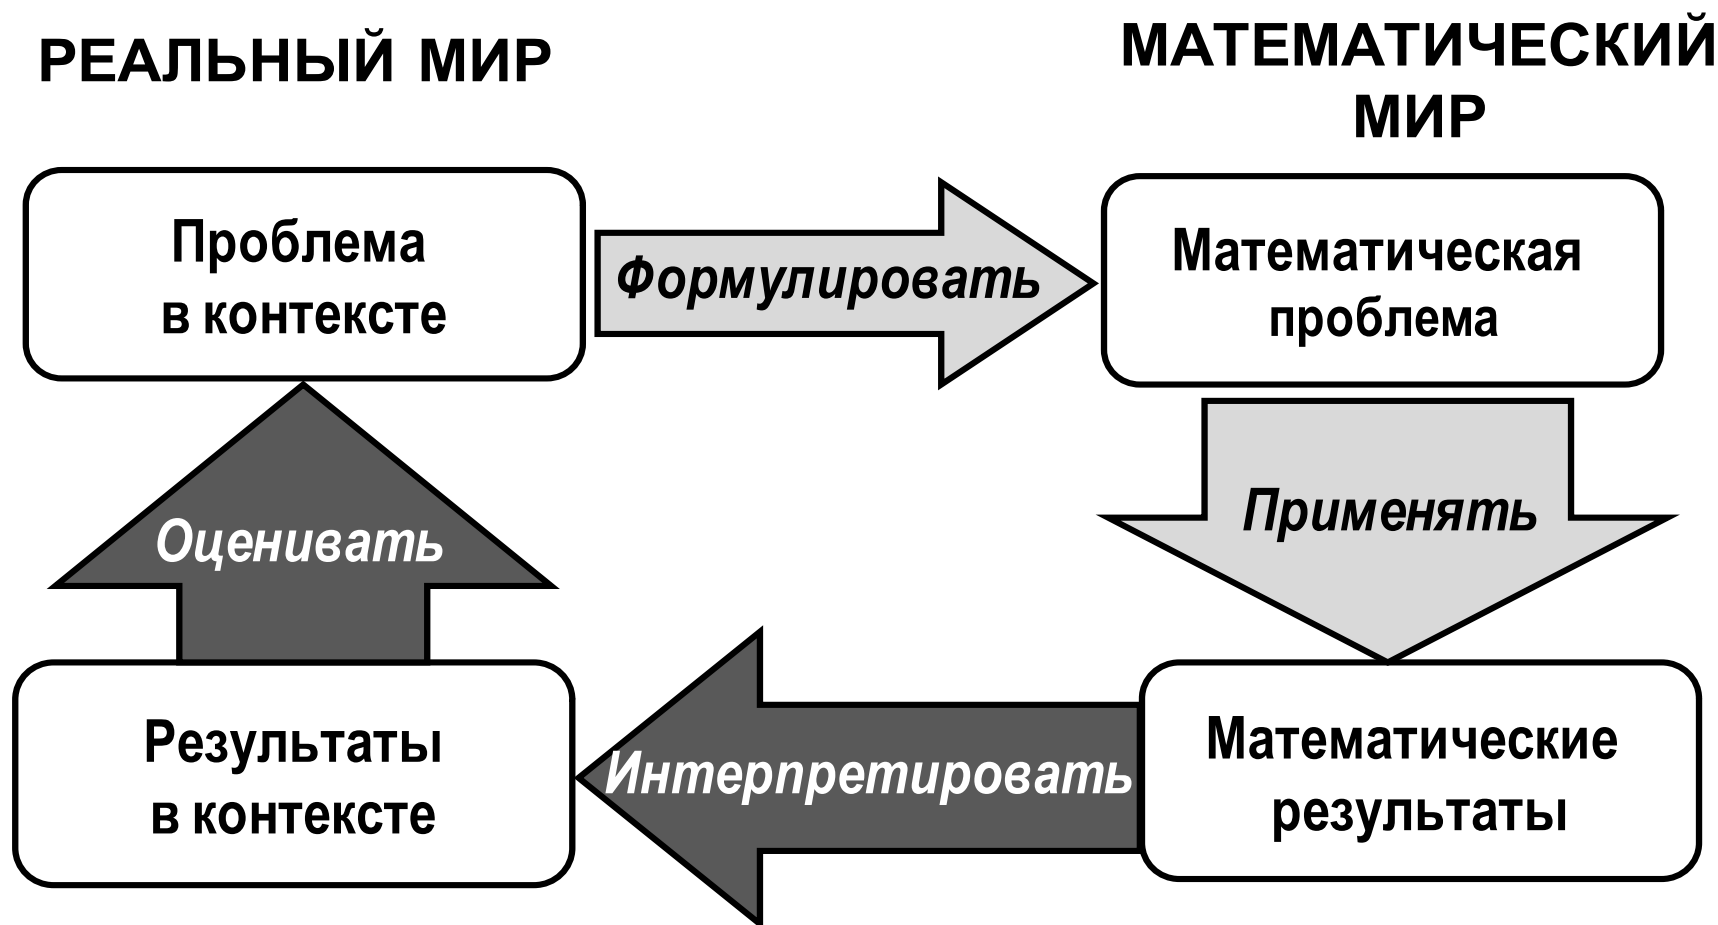 РЕАЛЬНЫЙ МИР
МАТЕМАТИЧЕСКИЙ
МИР
Проблема
в контексте
Формулировать
Математическая
проблема
Применять
Оценивать
Математические
результаты
Интерпретировать
Результаты
в контексте